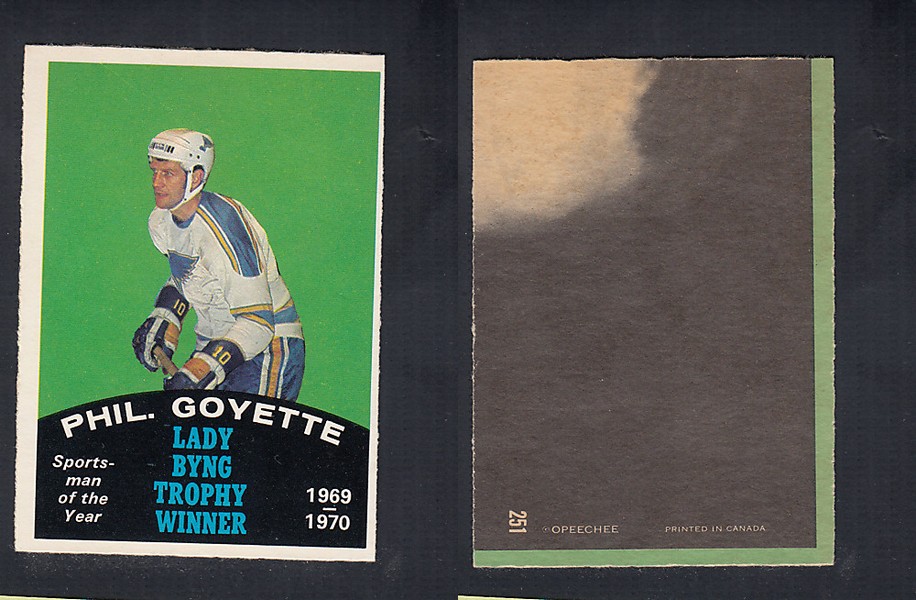 10
10
PHIL. GOYETTE
LADY
BYNG
TROPHY
WINNER
Sports-
man
of the
Year
1969
1970
251
©OPEECHEE
PRINTED IN CANADA